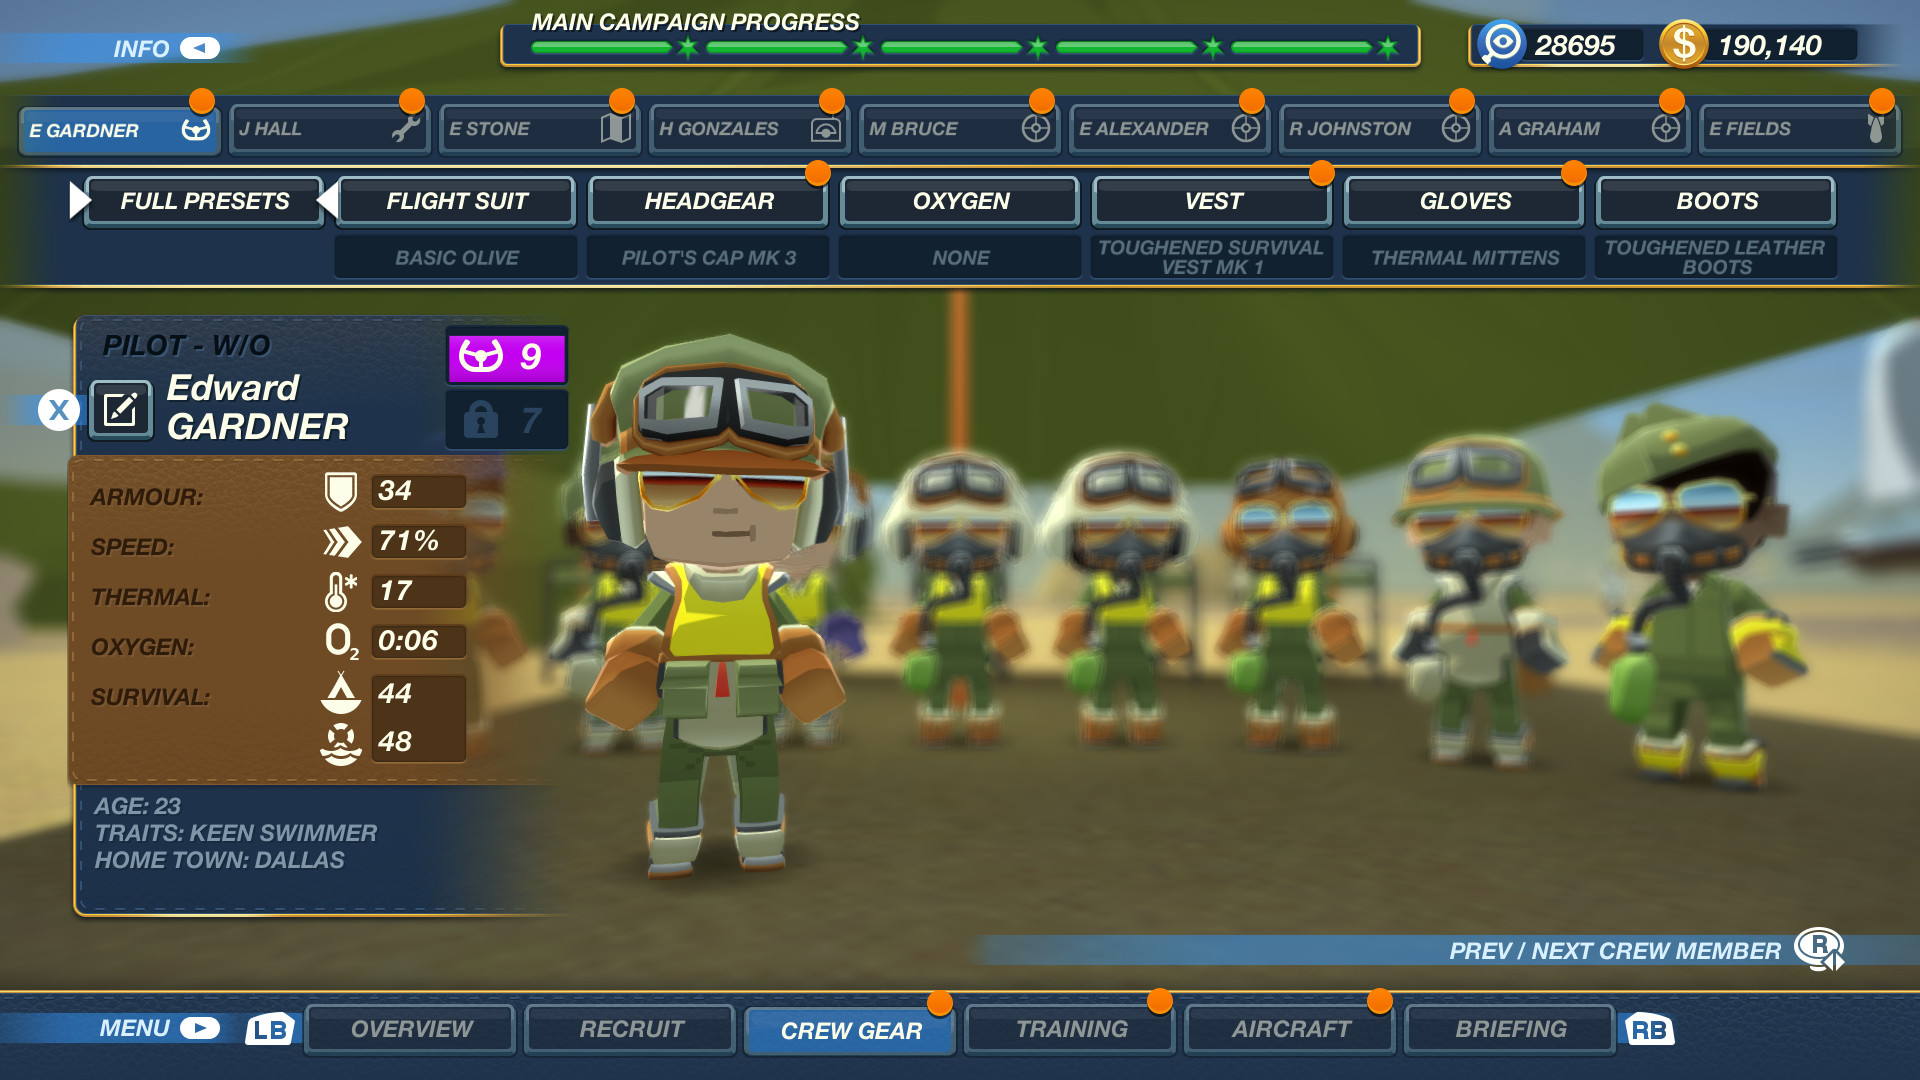 MAIN CAMPAIGN PROGRESS
INFO
28695
$ 190,140
E GARDNER
J HALL
E STONE
H GONZALES
M BRUCE
E ALEXANDER
R JOHNSTON
A GRAHAM
E FIELDS
FULL PRESETS
FLIGHT SUIT
HEADGEAR
OXYGEN
VEST
GLOVES
BOOTS
BASIC OLIVE
PILOT'S CAP MK 3
NONE
TOUGHENED SURVIVAL
VEST MK 1
THERMAL MITTENS
TOUGHENED LEATHER
BOOTS
PILOT - W/O
9
X
Edward
GARDNER
7
ARMOUR: 34
SPEED: 71%
THERMAL: 17
OXYGEN: O2 0:06
SURVIVAL: 44
48
AGE: 23
TRAITS: KEEN SWIMMER
HOME TOWN: DALLAS
PREV / NEXT CREW MEMBER R
MENU
LB
OVERVIEW
RECRUIT
CREW GEAR
TRAINING
AIRCRAFT
BRIEFING
RB